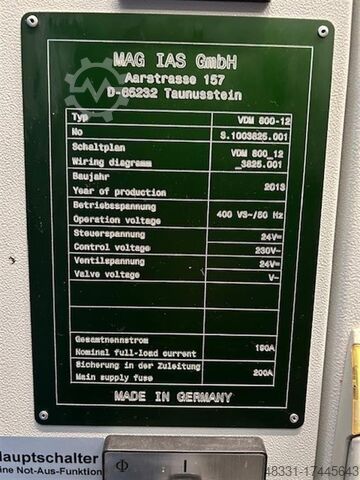 MAG IAS GmbH
Aarstrasse 157
D-65232 Taunusstein
Typ VDM 800-12
No S.1003825.001
Schaltplan VDM 800_12
Wiring diagramm _3825.001
Baujahr
Year of production 2013
Betriebsspannung
Operation voltage 400 V3~/50 Hz
Steuerspannung 24V=
Control voltage 230V~
Ventilspannung 24V=
Valve voltage V~
Gesamtnennstrom
Nominal full-load current 190A
Sicherung in der Zuleitung
Main supply fuse 200A
MADE IN GERMANY
Hauptschalter
ine Not-Aus-Funktion
48331-17445643